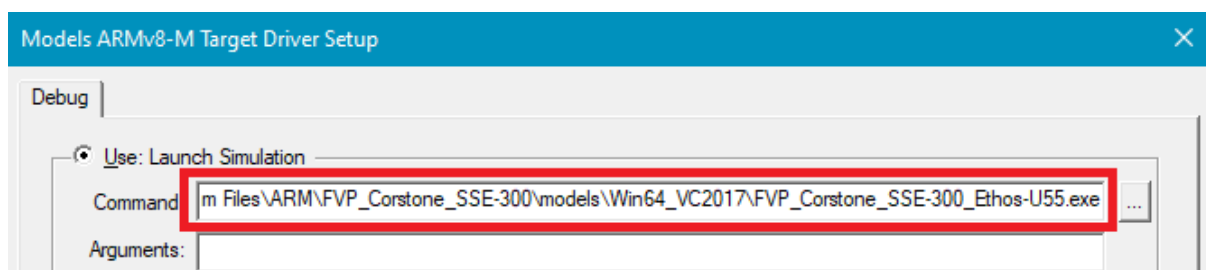 Models ARMv8-M Target Driver Setup
Debug
Use: Launch Simulation
Command m Files\ARM\FVP_Corstone_SSE-300\models\Win64_VC2017\FVP_Corstone_SSE-300_Ethos-U55.exe ...
Arguments: